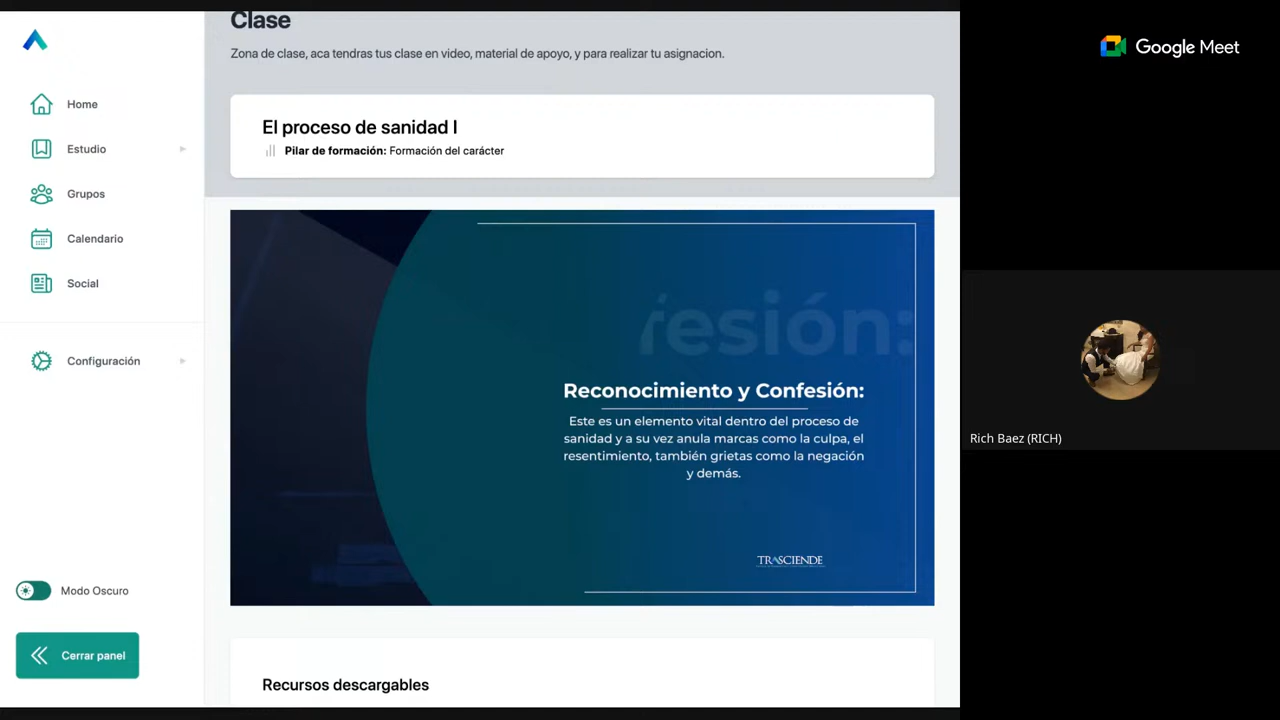 Clase
Zona de clase, aca tendras tus clase en video, material de apoyo, y para realizar tu asignacion.
Google Meet
Home
Estudio
Grupos
Calendario
Social
Configuración
Modo Oscuro
Cerrar panel
El proceso de sanidad I
Pilar de formación: Formación del carácter
fesión:
Reconocimiento y Confesión:
Este es un elemento vital dentro del proceso de
sanidad y a su vez anula marcas como la culpa, el
resentimiento, también grietas como la negación
y demás.
TRASCIENDE
Recursos descargables
Rich Baez (RICH)